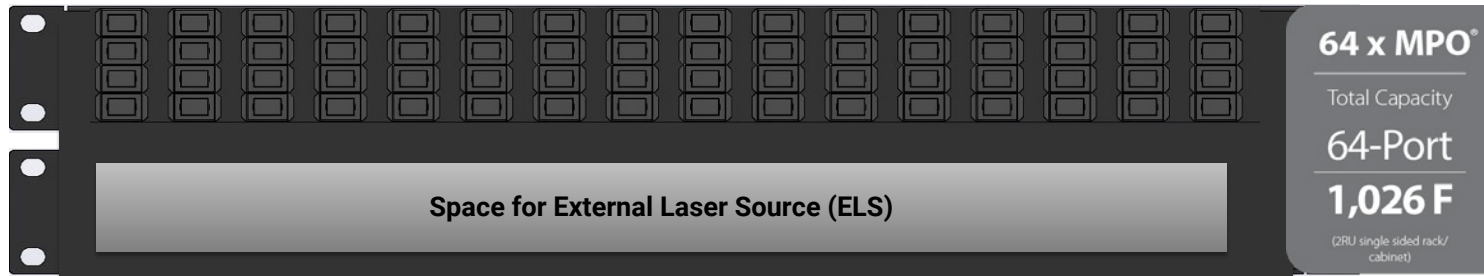 64 x MPO®
Total Capacity
64-Port
1,026 F
(2RU single sided rack/
cabinet)
Space for External Laser Source (ELS)